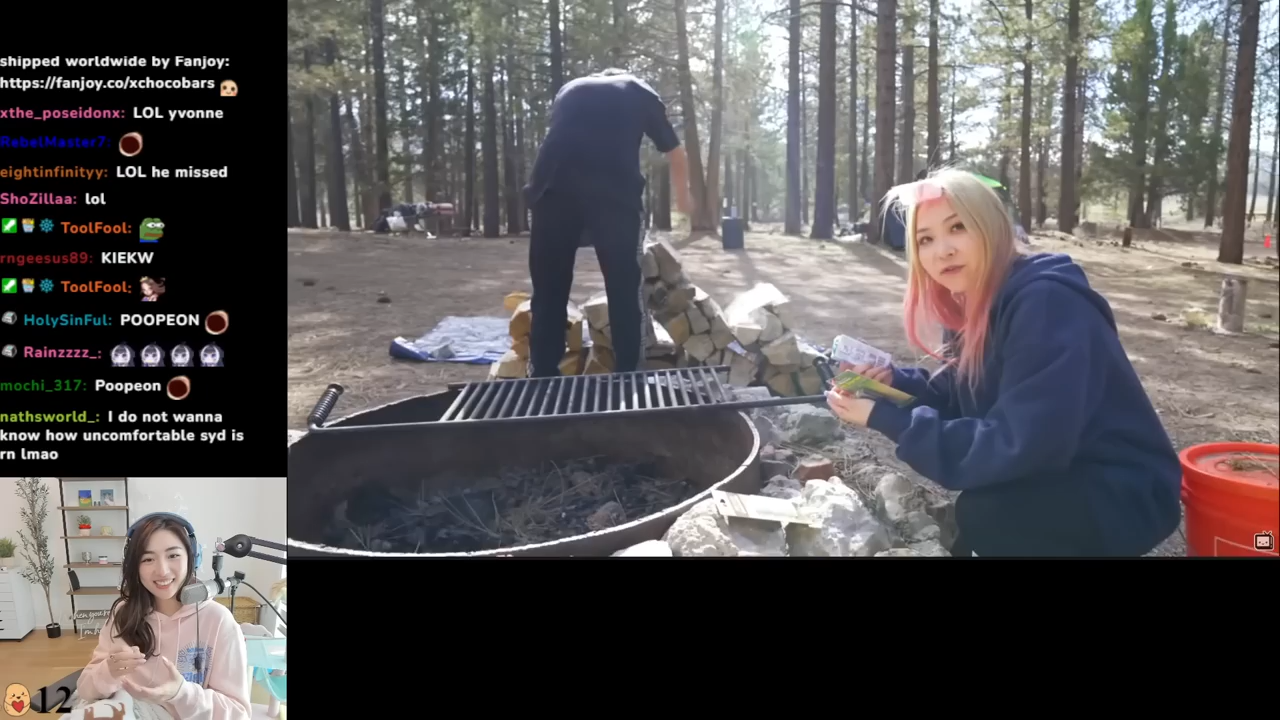 shipped worldwide by Fanjoy:
https://fanjoy.co/xchocobars
xthe_poseidonx: LOL yvonne
RebelMaster7:
eightinfinityy: LOL he missed
ShoZillaa: lol
ToolFool:
rngeesus89: KIEKW
ToolFool:
HolySinFul: POOPEON
Rainzzzz_:
mochi_317: Poopeon
nathsworld_: I do not wanna
know how uncomfortable syd is
rn lmao
12